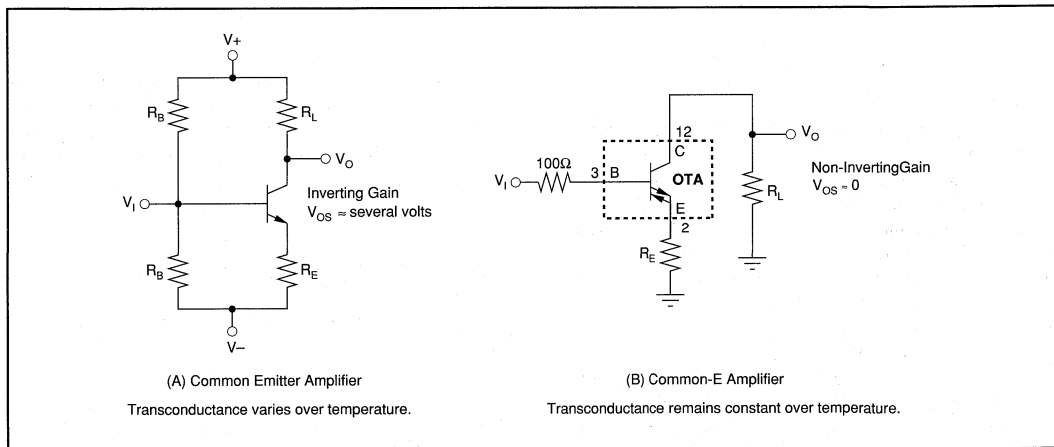 V+
R_B
R_L
V_O
V_I
Inverting Gain
V_OS ≈ several volts
R_B
R_E
V–
(A) Common Emitter Amplifier
Transconductance varies over temperature.
12
C
V_O
100Ω
3
B
OTA
Non-InvertingGain
V_OS ≈ 0
V_I
R_L
E
2
R_E
(B) Common-E Amplifier
Transconductance remains constant over temperature.